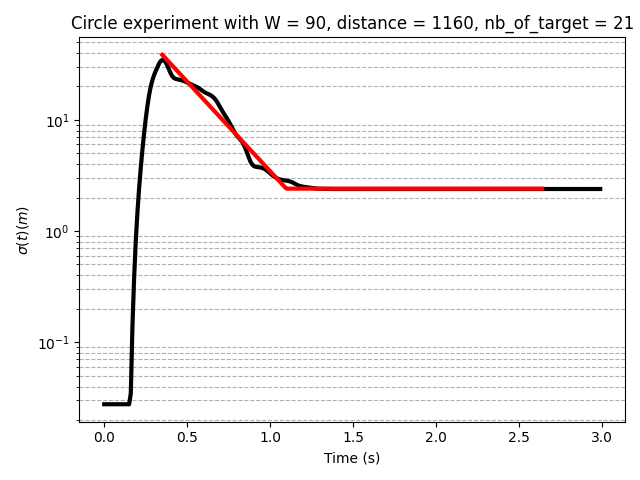 Circle experiment with W = 90, distance = 1160, nb_of_target = 21
10¹
10⁰
10⁻¹
σ(t)(m)
0.0 0.5 1.0 1.5 2.0 2.5 3.0
Time (s)